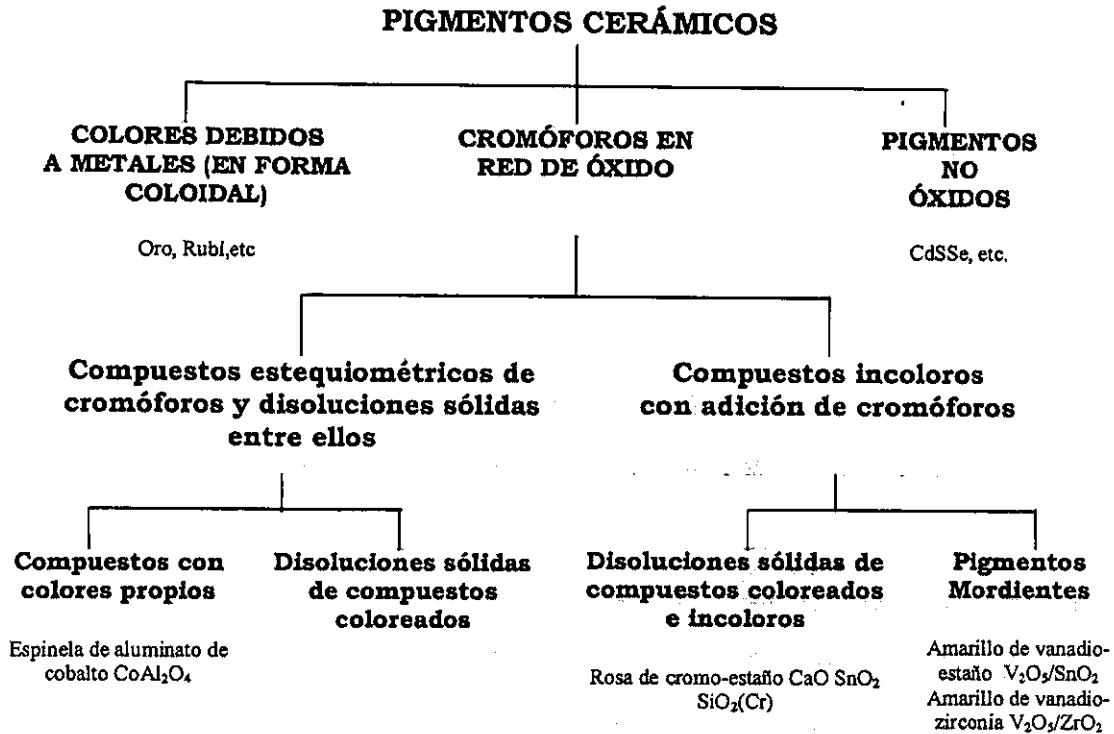 PIGMENTOS CERÁMICOS
COLORES DEBIDOS
A METALES (EN FORMA
COLOIDAL)
Oro, Rubí,etc
CROMÓFOROS EN
RED DE ÓXIDO
PIGMENTOS
NO
ÓXIDOS
CdSSe, etc.
Compuestos estequiométricos de
cromóforos y disoluciones sólidas
entre ellos
Compuestos incoloros
con adición de cromóforos
Compuestos con
colores propios
Espinela de aluminato de
cobalto CoAl₂O₄
Disoluciones sólidas
de compuestos
coloreados
Disoluciones sólidas de
compuestos coloreados
e incoloros
Rosa de cromo-estaño CaO SnO₂
SiO₂(Cr)
Pigmentos
Mordientes
Amarillo de vanadio-
estaño V₂O₅/SnO₂
Amarillo de vanadio-
zirconía V₂O₅/ZrO₂